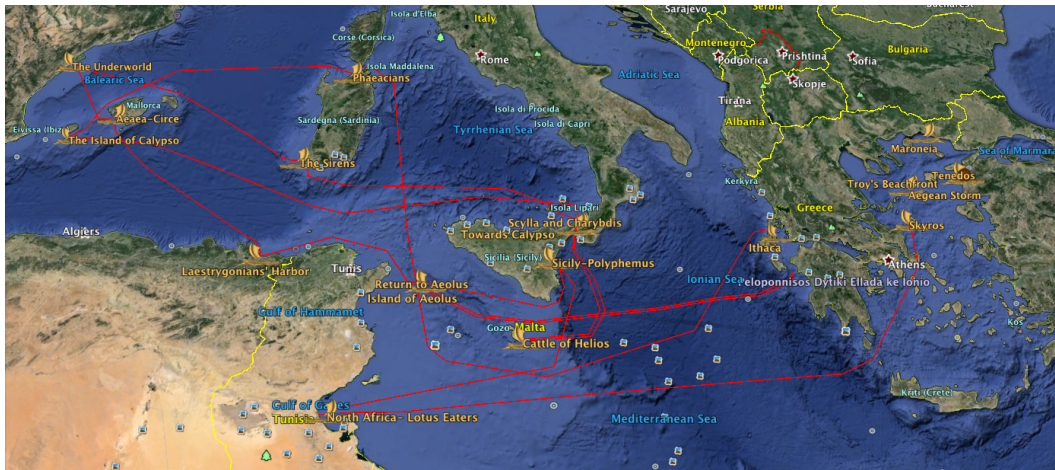 Sarajevo
Serbia
Bucharest
Isola d'Elba
Italy
Corse (Corsica)
Montenegro
Prishtina
Bulgaria
The Underworld
Rome
Podgorica
Sofia
Isola Maddalena
Phaeacians
Adriatic Sea
Balearic Sea
Skopje
Mallorca
Tirana
Isola di Procida
Aeaea-Circe
Sardegna (Sardinia)
Albania
Isola di Capri
Eivissa (Ibiz
Tyrrhenian Sea
The Island of Calypso
Maroneia
Sea of Marmara
The Sirens
Tenedos
Kerkyra
Troy's Beachfront
Aegean Storm
Isola Lipari
Greece
Scylla and Charybdis
Skyros
Algiers
Towards Calypso
Ithaca
Sicilia (Sicily)
Sicily-Polyphemus
Athens
Laestrygonians' Harbor
Tunis
Ionian Sea
Peloponnisos Dytiki Ellada ke Ionio
Return to Aeolus
Island of Aeolus
Gulf of Hammamet
Kos
Gozo
Malta
Cattle of Helios
Kriti (Crete)
Tunisia
North Africa- Lotus Eaters
Mediterranean Sea